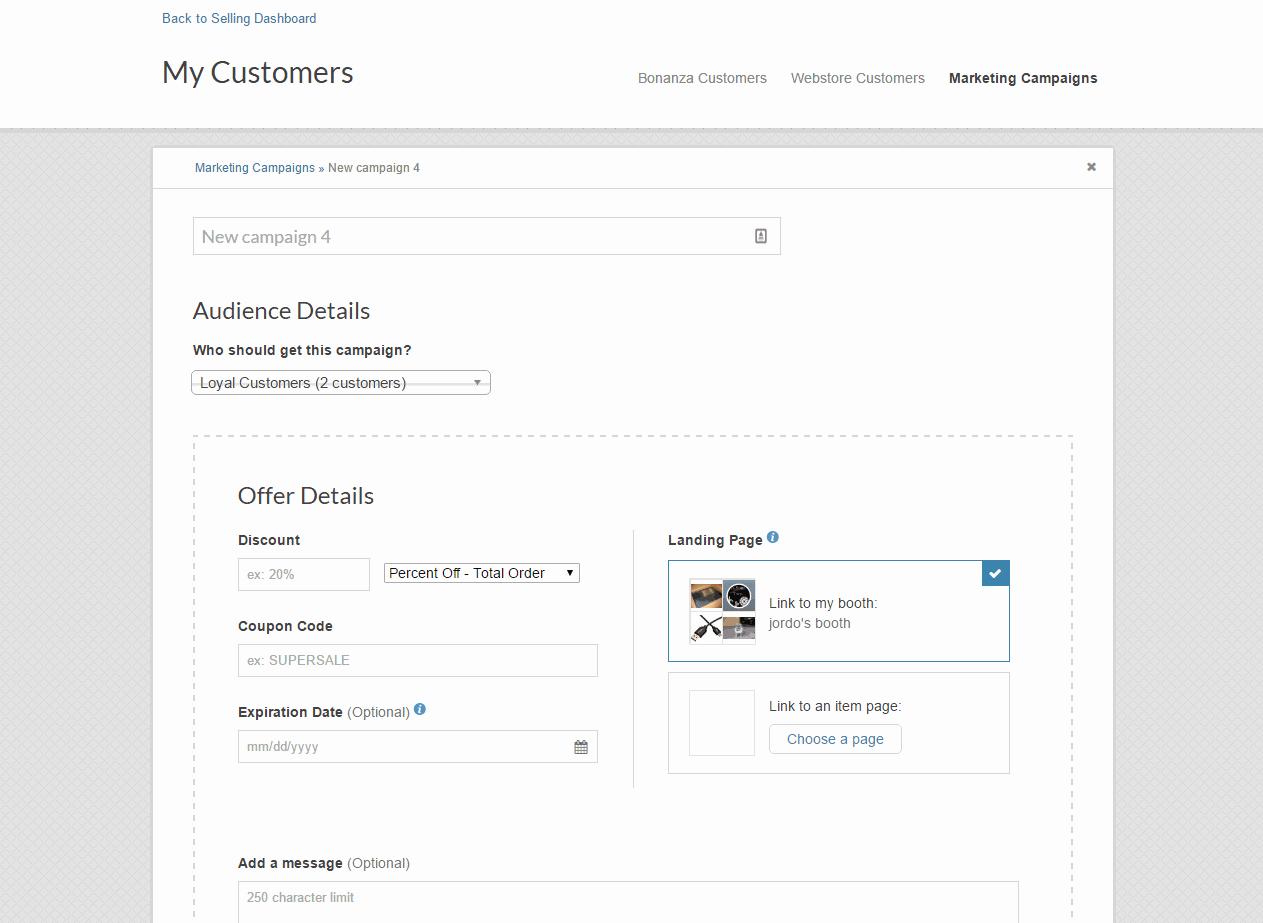 Back to Selling Dashboard
My Customers
Bonanza Customers Webstore Customers Marketing Campaigns
Marketing Campaigns » New campaign 4
New campaign 4
Audience Details
Who should get this campaign?
Loyal Customers (2 customers)
Offer Details
Discount
ex: 20% Percent Off - Total Order
Coupon Code
ex: SUPERSALE
Expiration Date (Optional)
mm/dd/yyyy
Landing Page
Link to my booth:
jordo's booth
Link to an item page:
Choose a page
Add a message (Optional)
250 character limit